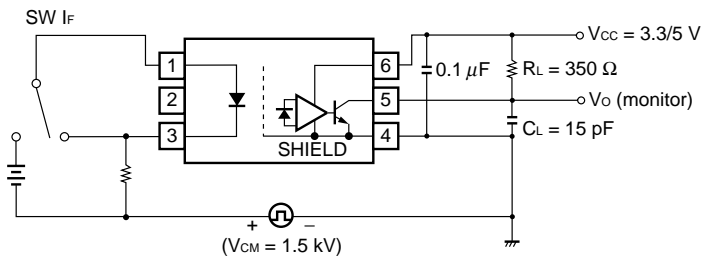 SW IF
VCC = 3.3/5 V
1
6
0.1 μF
RL = 350 Ω
2
5
VO (monitor)
3
4
SHIELD
CL = 15 pF
+
−
(VCM = 1.5 kV)